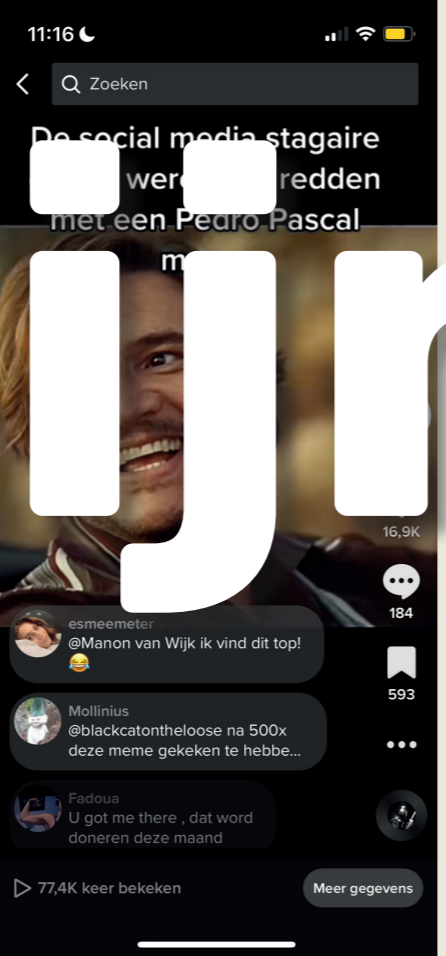 11:16
Zoeken
De social media stagaire
redden
met een Pedro Pascal
ij
16,9K
184
esmeemeter
@Manon van Wijk ik vind dit top!
😂
593
Mollinius
@blackcatontheloose na 500x
deze meme gekeken te hebbe...
Fadoua
U got me there , dat word
doneren deze maand
77,4K keer bekeken
Meer gegevens